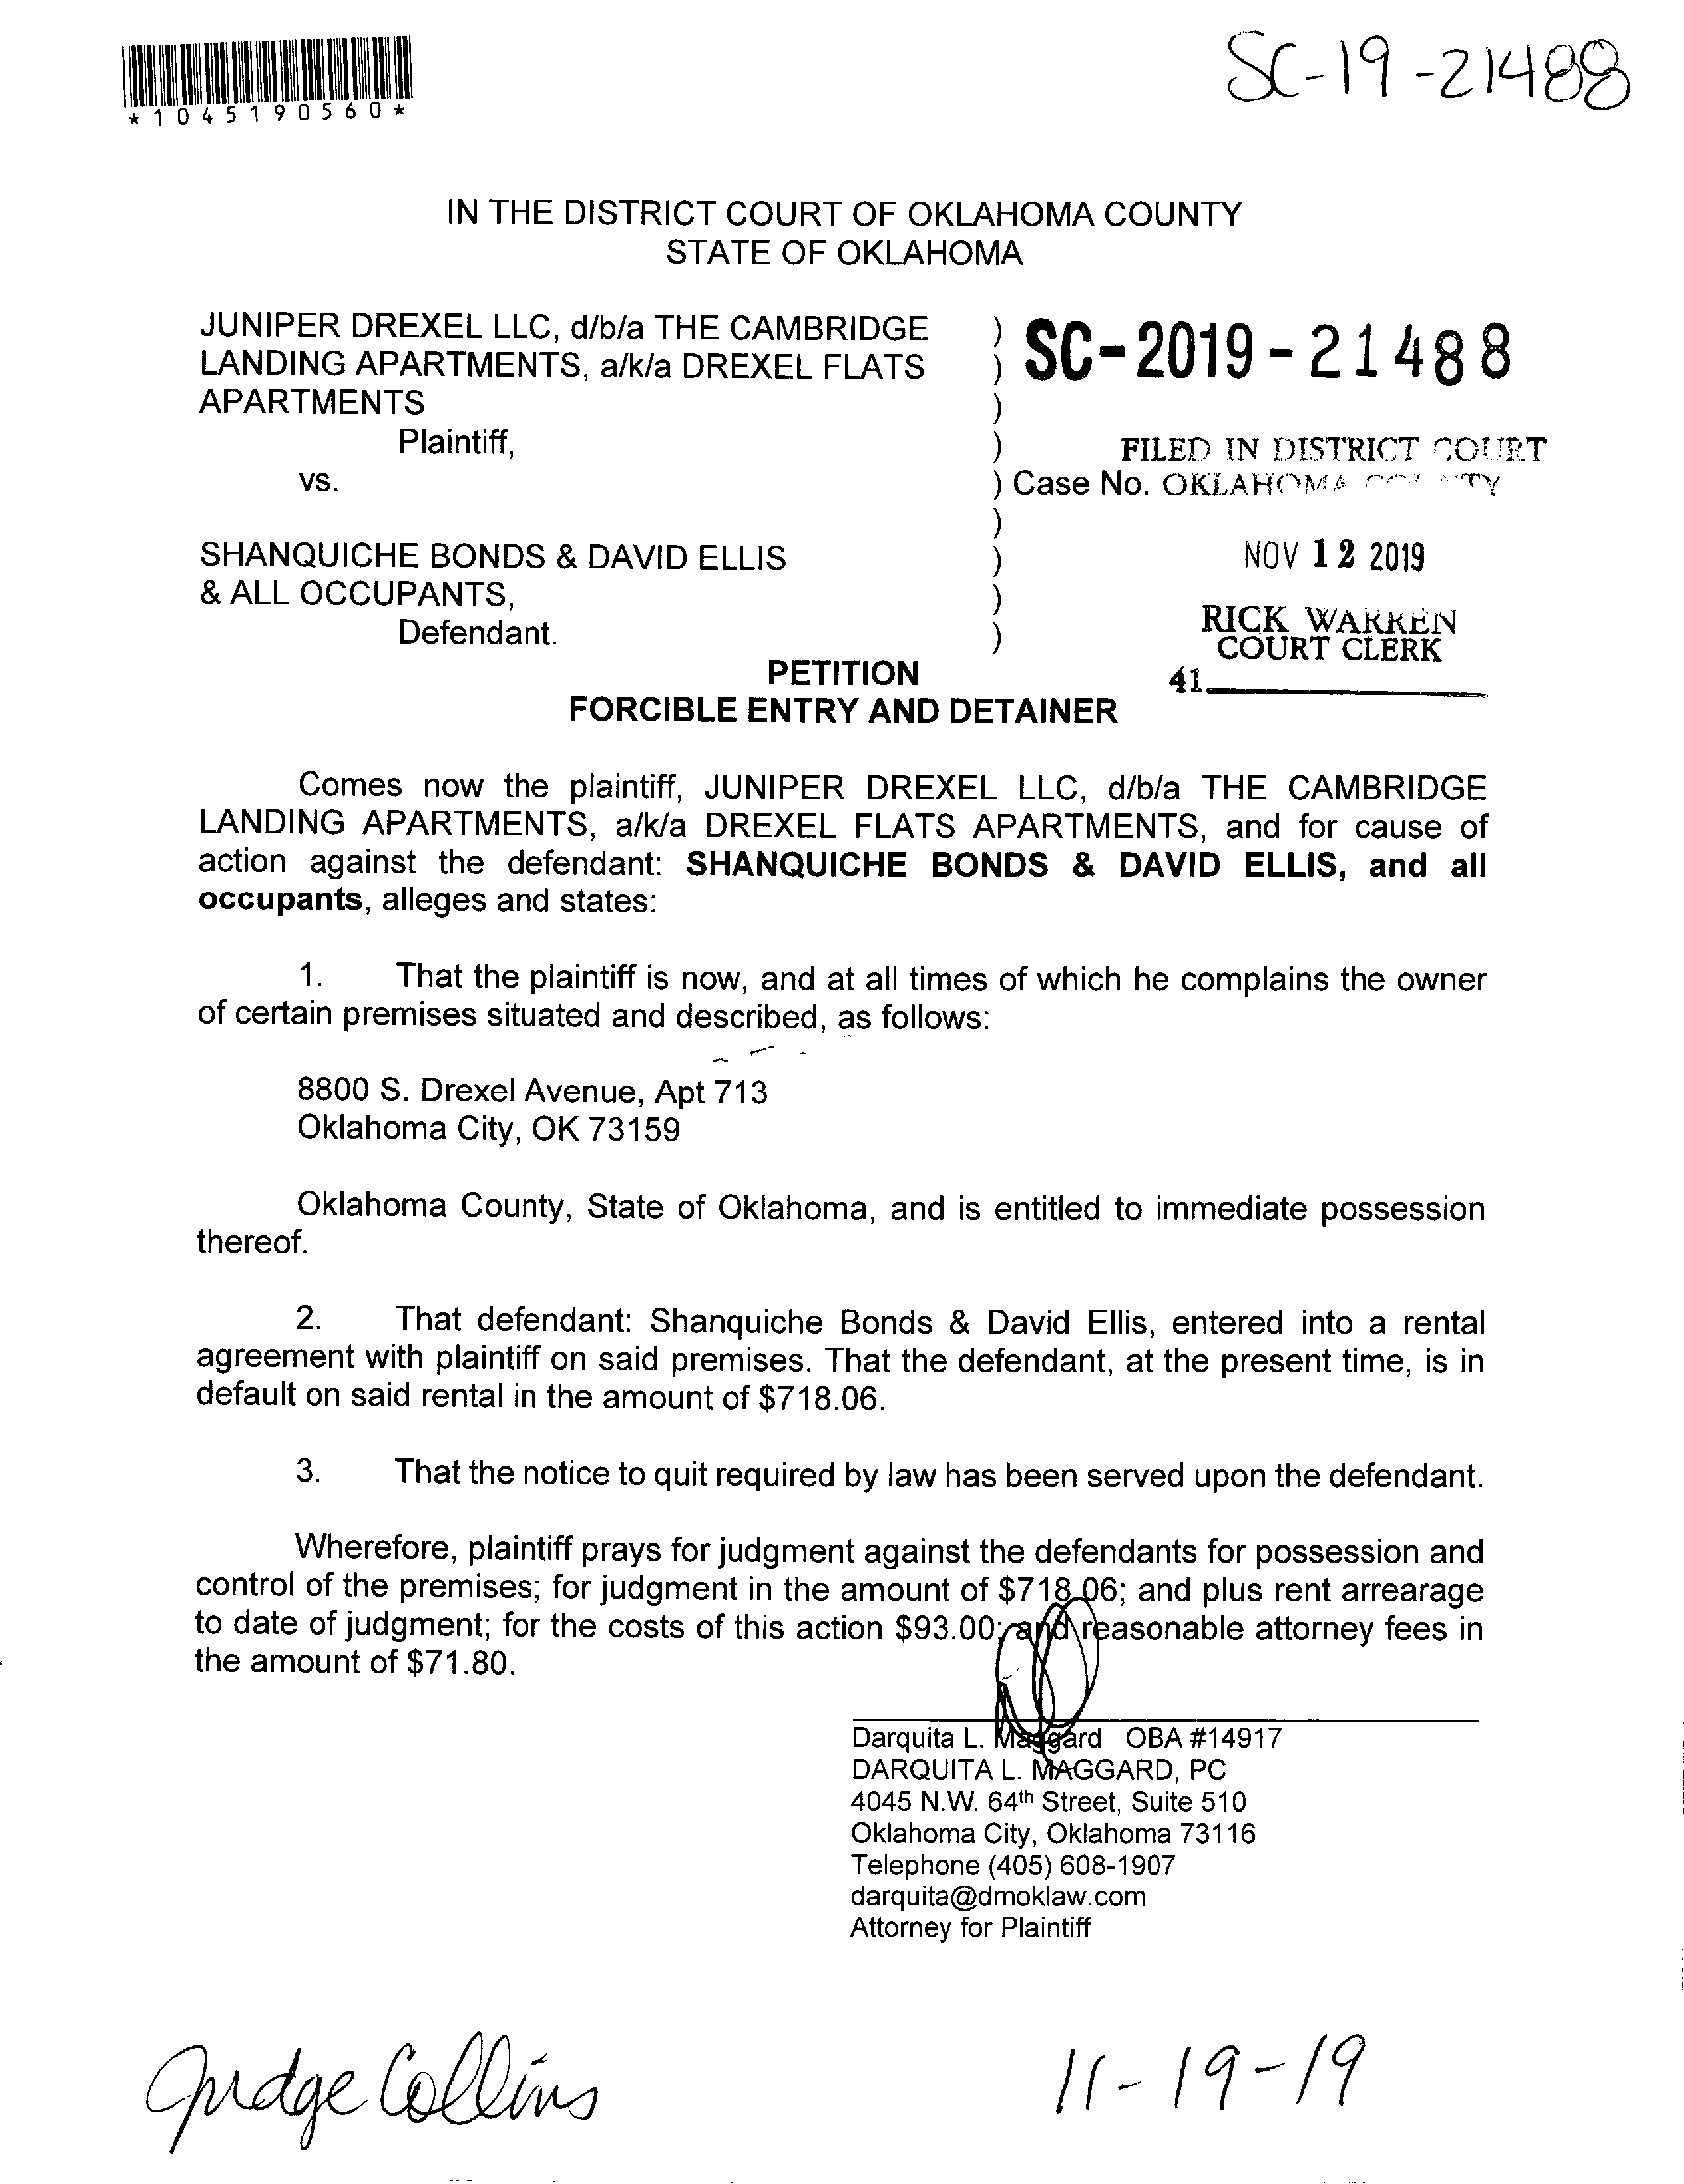 *1045190560*
SC-19-21488
IN THE DISTRICT COURT OF OKLAHOMA COUNTY
STATE OF OKLAHOMA
JUNIPER DREXEL LLC, d/b/a THE CAMBRIDGE )
LANDING APARTMENTS, a/k/a DREXEL FLATS )
APARTMENTS )
SC-2019-21488
Plaintiff, )
FILED IN DISTRICT COURT
vs. ) Case No. OKLAHOMA COUNTY
)
SHANQUICHE BONDS & DAVID ELLIS )
NOV 12 2019
& ALL OCCUPANTS, )
Defendant. )
RICK WARREN
COURT CLERK
41
PETITION
FORCIBLE ENTRY AND DETAINER
Comes now the plaintiff, JUNIPER DREXEL LLC, d/b/a THE CAMBRIDGE
LANDING APARTMENTS, a/k/a DREXEL FLATS APARTMENTS, and for cause of
action against the defendant: SHANQUICHE BONDS & DAVID ELLIS, and all
occupants, alleges and states:
1. That the plaintiff is now, and at all times of which he complains the owner
of certain premises situated and described, as follows:
8800 S. Drexel Avenue, Apt 713
Oklahoma City, OK 73159
Oklahoma County, State of Oklahoma, and is entitled to immediate possession
thereof.
2. That defendant: Shanquiche Bonds & David Ellis, entered into a rental
agreement with plaintiff on said premises. That the defendant, at the present time, is in
default on said rental in the amount of $718.06.
3. That the notice to quit required by law has been served upon the defendant.
Wherefore, plaintiff prays for judgment against the defendants for possession and
control of the premises; for judgment in the amount of $718.06; and plus rent arrearage
to date of judgment; for the costs of this action $93.00; and reasonable attorney fees in
the amount of $71.80.
Darquita L. Maggard OBA #14917
DARQUITA L. MAGGARD, PC
4045 N.W. 64th Street, Suite 510
Oklahoma City, Oklahoma 73116
Telephone (405) 608-1907
darquita@dmoklaw.com
Attorney for Plaintiff
Judge Collins
11-19-19